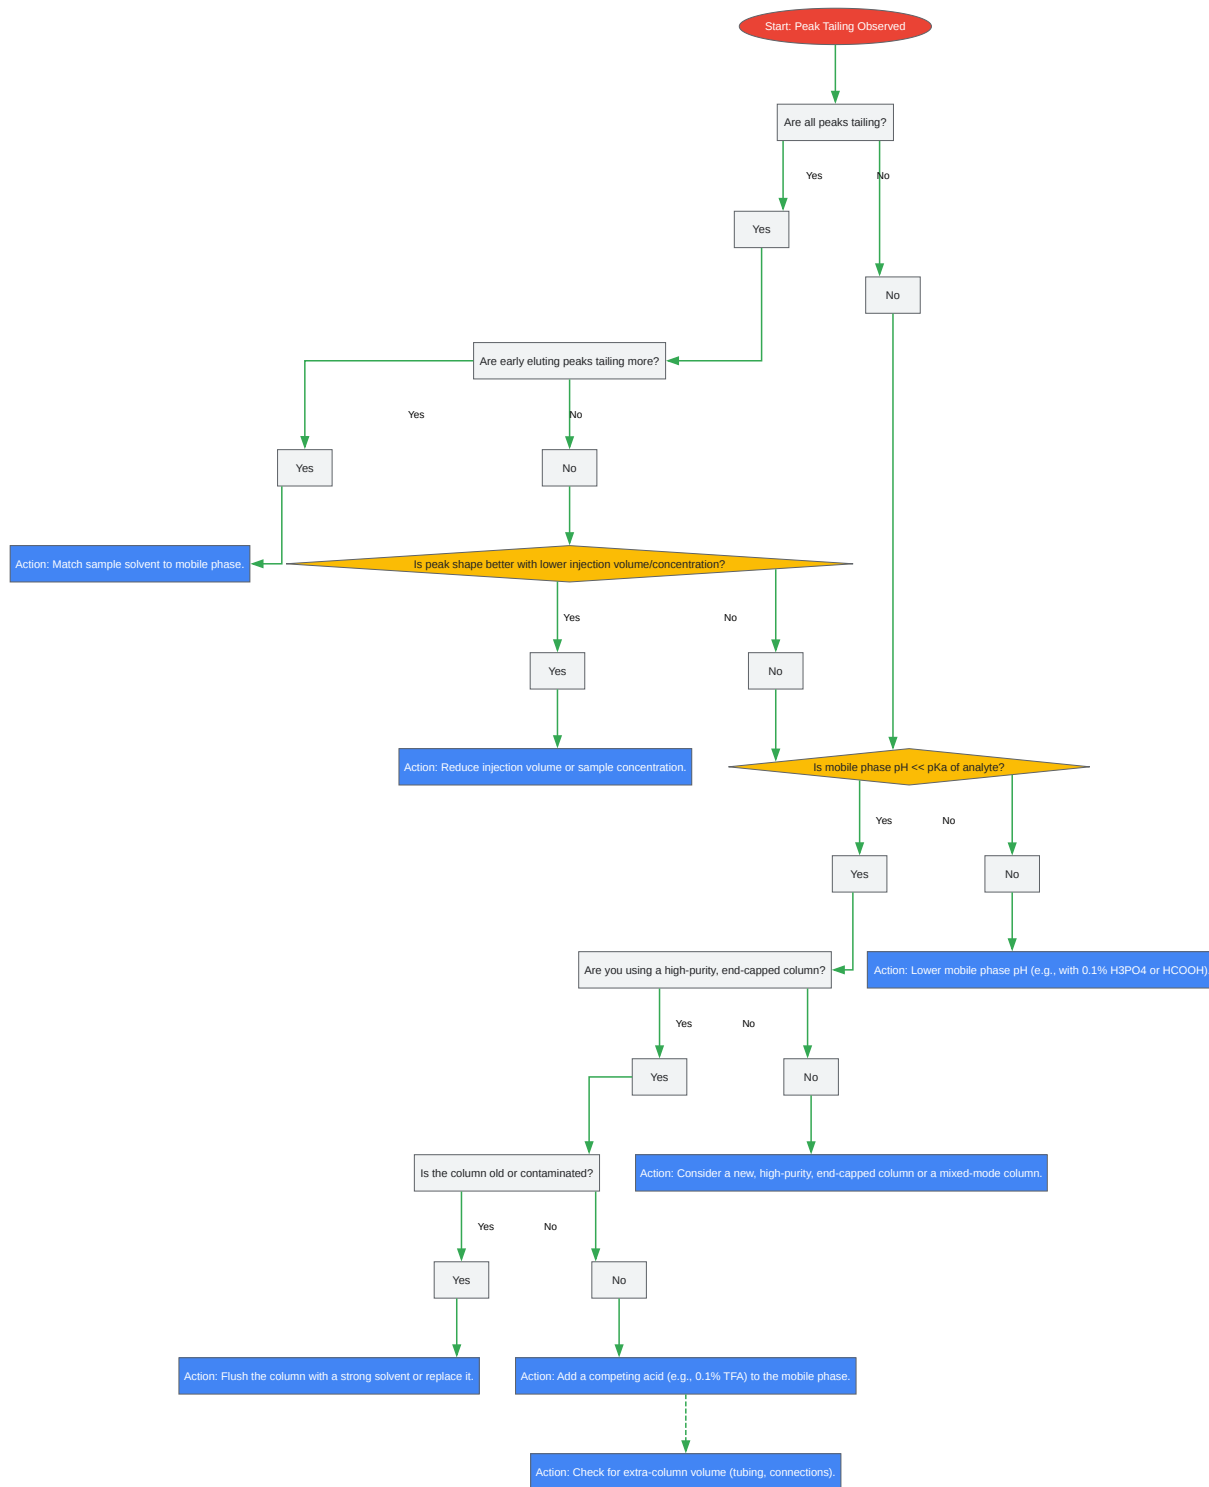 Start: Peak Tailing Observed
Are all peaks tailing?
Yes
No
Yes
No
Are early eluting peaks tailing more?
Yes
No
Yes
No
Action: Match sample solvent to mobile phase.
Is peak shape better with lower injection volume/concentration?
Yes
No
Yes
No
Action: Reduce injection volume or sample concentration.
Is mobile phase pH << pKa of analyte?
Yes
No
Yes
No
Are you using a high-purity, end-capped column?
Action: Lower mobile phase pH (e.g., with 0.1% H3PO4 or HCOOH)
Yes
No
Yes
No
Is the column old or contaminated?
Action: Consider a new, high-purity, end-capped column or a mixed-mode column.
Yes
No
Yes
No
Action: Flush the column with a strong solvent or replace it.
Action: Add a competing acid (e.g., 0.1% TFA) to the mobile phase.
Action: Check for extra-column volume (tubing, connections).